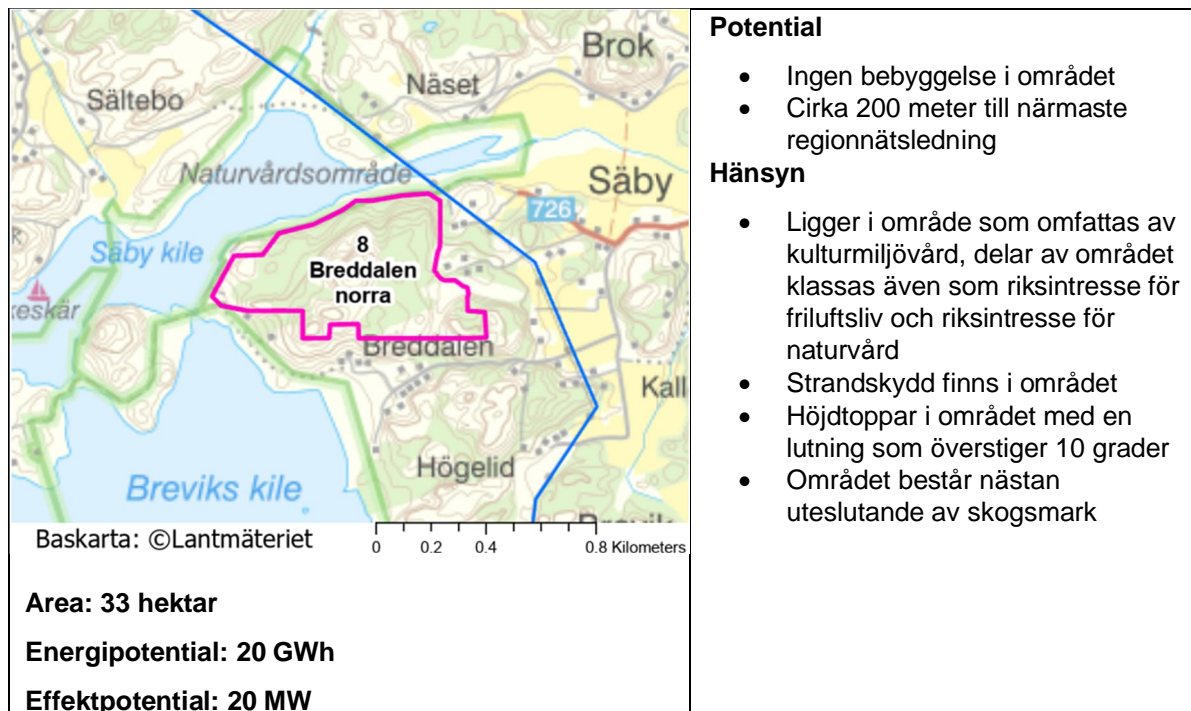 Brok
Näset
Sältebo
Naturvårdsområde
Säby
726
Säby kile
8
Breddalen
norra
Breddalen
Kall
Högelid
Breviks kile
Baskarta: ©Lantmäteriet
0 0.2 0.4 0.8 Kilometers
Area: 33 hektar
Energipotential: 20 GWh
Effektpotential: 20 MW
Potential
• Ingen bebyggelse i området
• Cirka 200 meter till närmaste
regionnätsledning
Hänsyn
• Ligger i område som omfattas av
kulturmiljövård, delar av området
klassas även som riksintresse för
friluftsliv och riksintresse för
naturvård
• Strandskydd finns i området
• Höjdtoppar i området med en
lutning som överstiger 10 grader
• Området består nästan
uteslutande av skogsmark